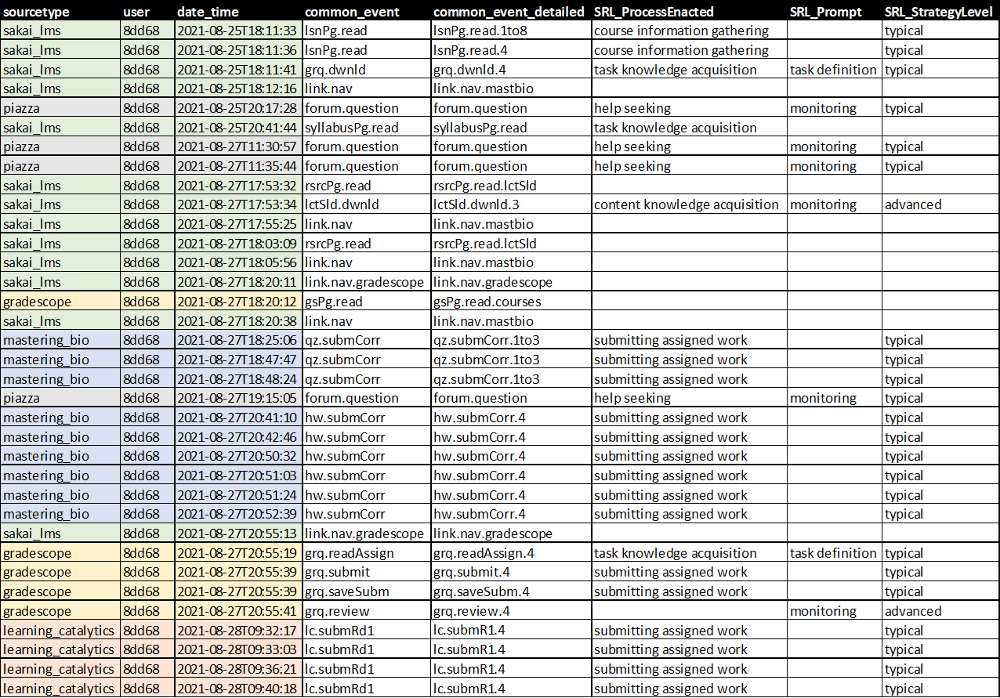 sourcetype user date_time common_event common_event_detailed SRL_ProcessEnacted SRL_Prompt SRL_StrategyLevel
sakai_lms 8dd68 2021-08-25T18:11:33 lsnPg.read lsnPg.read.1to8 course information gathering typical
sakai_lms 8dd68 2021-08-25T18:11:36 lsnPg.read lsnPg.read.4 course information gathering typical
sakai_lms 8dd68 2021-08-25T18:11:41 grq.dwnld grq.dwnld.4 task knowledge acquisition task definition typical
sakai_lms 8dd68 2021-08-25T18:12:16 link.nav link.nav.mastbio
piazza 8dd68 2021-08-25T20:17:28 forum.question forum.question help seeking monitoring typical
sakai_lms 8dd68 2021-08-25T20:41:44 syllabusPg.read syllabusPg.read task knowledge acquisition
piazza 8dd68 2021-08-27T11:30:57 forum.question forum.question help seeking monitoring typical
piazza 8dd68 2021-08-27T11:35:44 forum.question forum.question help seeking monitoring typical
sakai_lms 8dd68 2021-08-27T17:53:32 rsrcPg.read rsrcPg.read.lctSld
sakai_lms 8dd68 2021-08-27T17:53:34 lctSld.dwnld lctSld.dwnld.3 content knowledge acquisition monitoring advanced
sakai_lms 8dd68 2021-08-27T17:55:25 link.nav link.nav.mastbio
sakai_lms 8dd68 2021-08-27T18:03:09 rsrcPg.read rsrcPg.read.lctSld
sakai_lms 8dd68 2021-08-27T18:05:56 link.nav link.nav.mastbio
sakai_lms 8dd68 2021-08-27T18:20:11 link.nav.gradescope link.nav.gradescope
gradescope 8dd68 2021-08-27T18:20:12 gsPg.read gsPg.read.courses
sakai_lms 8dd68 2021-08-27T18:20:38 link.nav link.nav.mastbio
mastering_bio 8dd68 2021-08-27T18:25:06 qz.submCorr qz.submCorr.1to3 submitting assigned work typical
mastering_bio 8dd68 2021-08-27T18:47:47 qz.submCorr qz.submCorr.1to3 submitting assigned work typical
mastering_bio 8dd68 2021-08-27T18:48:24 qz.submCorr qz.submCorr.1to3 submitting assigned work typical
piazza 8dd68 2021-08-27T19:15:05 forum.question forum.question help seeking monitoring typical
mastering_bio 8dd68 2021-08-27T20:41:10 hw.submCorr hw.submCorr.4 submitting assigned work typical
mastering_bio 8dd68 2021-08-27T20:42:46 hw.submCorr hw.submCorr.4 submitting assigned work typical
mastering_bio 8dd68 2021-08-27T20:50:32 hw.submCorr hw.submCorr.4 submitting assigned work typical
mastering_bio 8dd68 2021-08-27T20:51:03 hw.submCorr hw.submCorr.4 submitting assigned work typical
mastering_bio 8dd68 2021-08-27T20:51:24 hw.submCorr hw.submCorr.4 submitting assigned work typical
mastering_bio 8dd68 2021-08-27T20:52:39 hw.submCorr hw.submCorr.4 submitting assigned work typical
sakai_lms 8dd68 2021-08-27T20:55:13 link.nav.gradescope link.nav.gradescope
gradescope 8dd68 2021-08-27T20:55:19 grq.readAssign grq.readAssign.4 task knowledge acquisition task definition typical
gradescope 8dd68 2021-08-27T20:55:39 grq.submit grq.submit.4 submitting assigned work typical
gradescope 8dd68 2021-08-27T20:55:39 grq.saveSubm grq.saveSubm.4 submitting assigned work typical
gradescope 8dd68 2021-08-27T20:55:41 grq.review grq.review.4 monitoring advanced
learning_catalytics 8dd68 2021-08-28T09:32:17 lc.submRd1 lc.submR1.4 submitting assigned work typical
learning_catalytics 8dd68 2021-08-28T09:33:03 lc.submRd1 lc.submR1.4 submitting assigned work typical
learning_catalytics 8dd68 2021-08-28T09:36:21 lc.submRd1 lc.submR1.4 submitting assigned work typical
learning_catalytics 8dd68 2021-08-28T09:40:18 lc.submRd1 lc.submR1.4 submitting assigned work typical